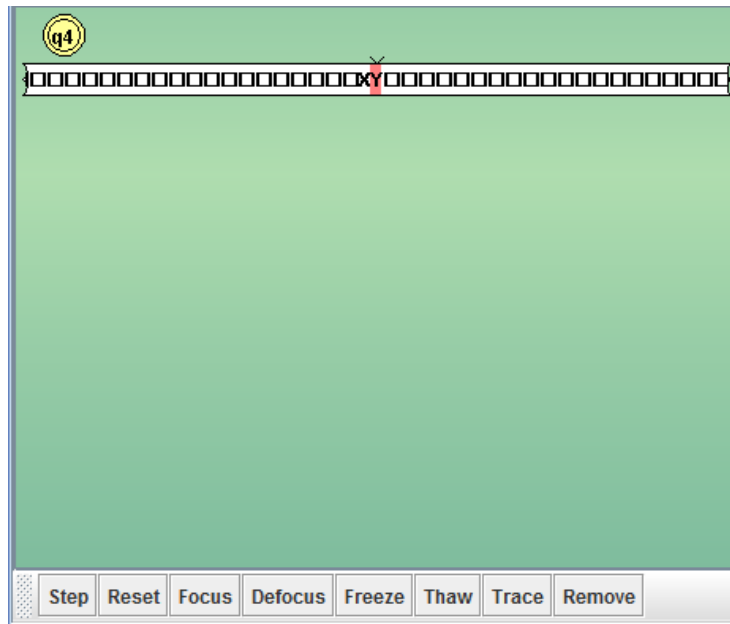 q4
□□□□□□□□□□□□□□□□□□□XY□□□□□□□□□□□□□□□□□□□□
Step Reset Focus Defocus Freeze Thaw Trace Remove